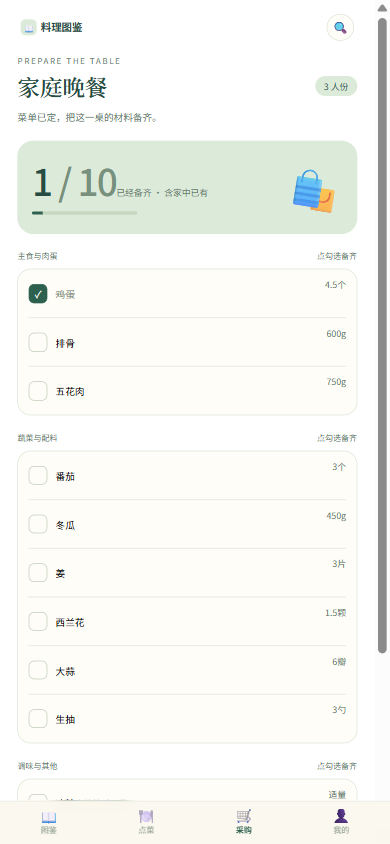 料理图鉴
PREPARE THE TABLE
家庭晚餐
3 人份
菜单已定，把这一桌的材料备齐。
1 / 10 已经备齐 · 含家中已有
主食与肉蛋 点勾选备齐
✓ 鸡蛋 4.5个
排骨 600g
五花肉 750g
蔬菜与配料 点勾选备齐
番茄 3个
冬瓜 450g
姜 3片
西兰花 1.5颗
大蒜 6瓣
生抽 3勺
调味与其他 点勾选备齐
适量
图鉴 点菜 采购 我的